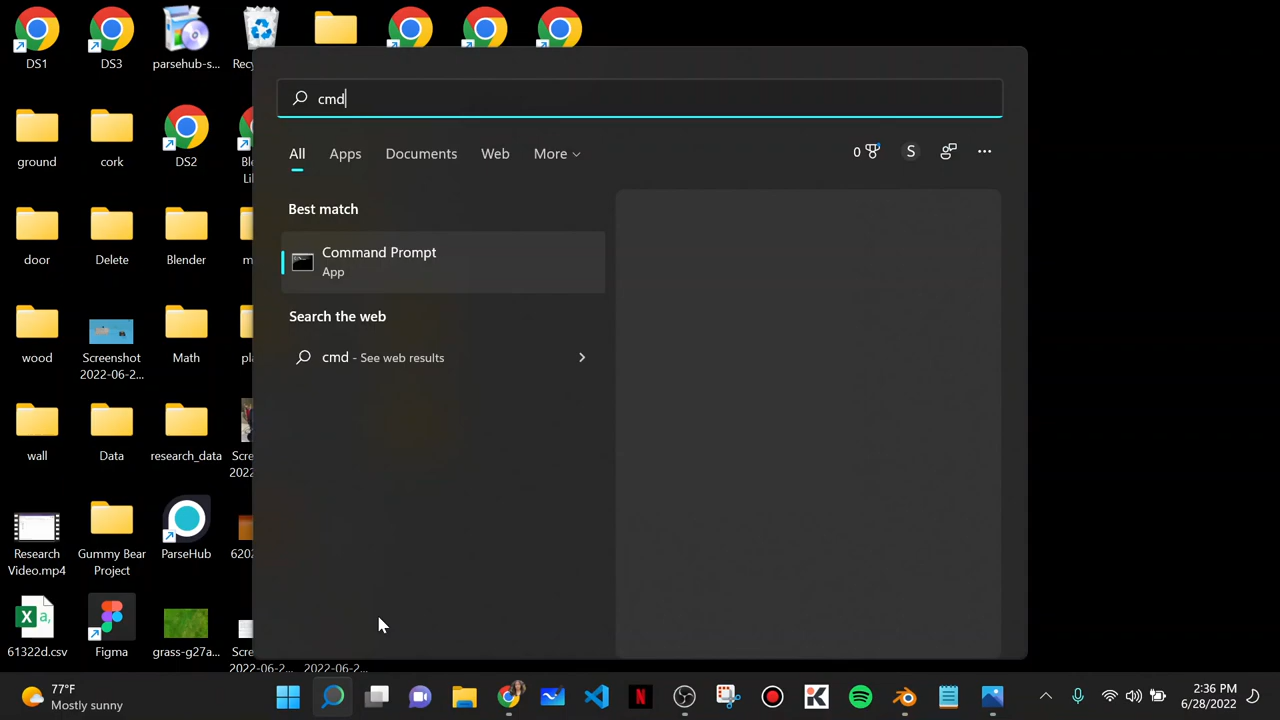 DS1
DS3
parsehub-s...
cmd
All
Apps
Documents
Web
More
0
S
Best match
Command Prompt
App
Search the web
cmd - See web results
ground
cork
DS2
door
Delete
Blender
wood
Screenshot
2022-06-2...
Math
wall
Data
research_data
Research
Video.mp4
Gummy Bear
Project
ParseHub
61322d.csv
Figma
grass-g27a...
2022-06-2...
77°F
Mostly sunny
2:36 PM
6/28/2022